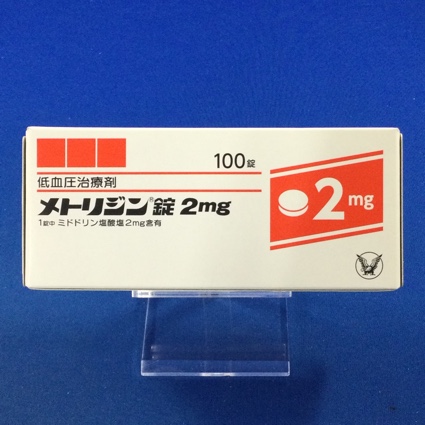 100錠
低血圧治療剤
メトリジン®錠 2mg
1錠中 ミドドリン塩酸塩2mg含有
2mg